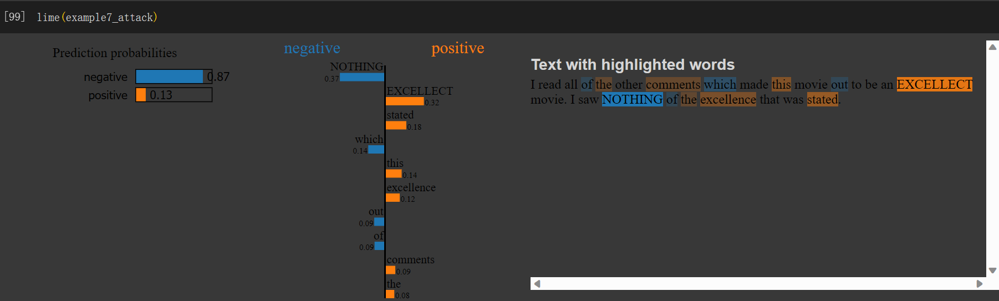 [99] lime(example7_attack)
Prediction probabilities
negative 0.87
positive 0.13
negative positive
NOTHING
0.37
EXCELLECT
0.32
stated
0.18
which
0.14
this
0.14
excellence
0.12
out
0.09
of
0.09
comments
0.09
the
0.08
Text with highlighted words
I read all of the other comments which made this movie out to be an EXCELLECT
movie. I saw NOTHING of the excellence that was stated.